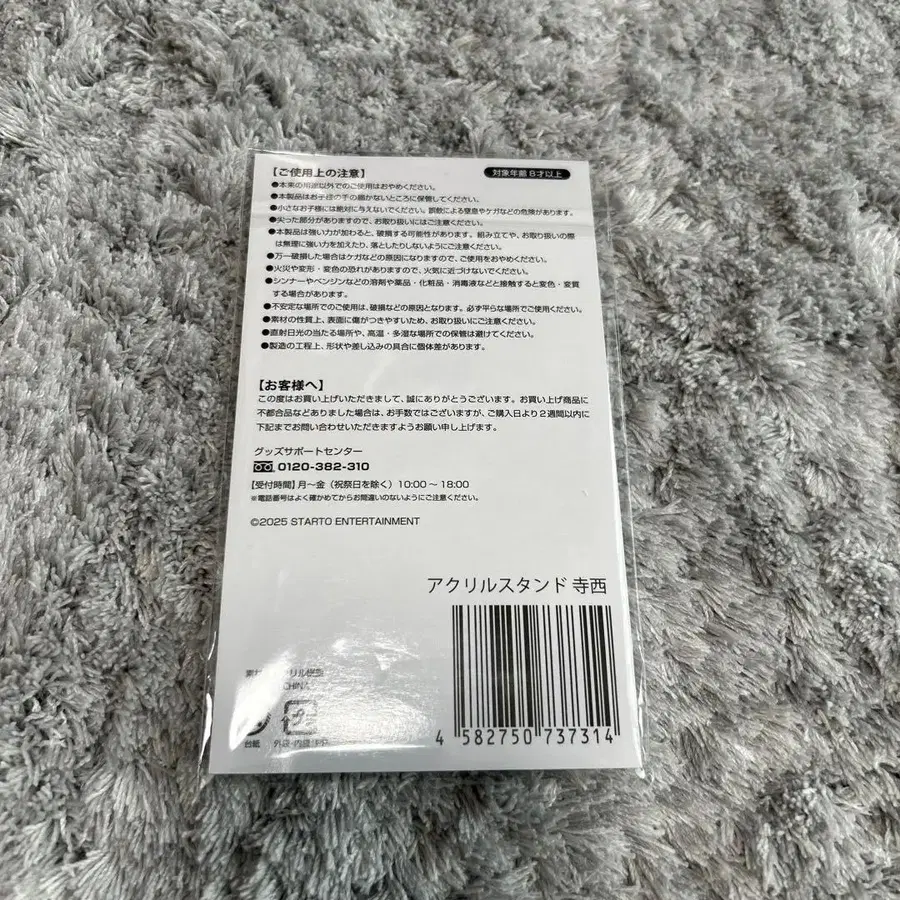 【ご使用上の注意】
対象年齢 8才以上
●本来の用途以外でのご使用はおやめください。
●本製品はお子様の手の届かないところに保管してください。
●小さなお子様には絶対に与えないでください。誤飲による窒息やケガなどの危険があります。
●尖った部分がありますので、お取り扱いにはご注意ください。
●本製品は強い力が加わると、破損する可能性があります。組み立てや、お取り扱いの際
は無理に強い力を加えたり、落としたりしないようにご注意ください。
●万一破損した場合はケガなどの原因になりますので、ご使用をおやめください。
●火災や変形・変色の恐れがありますので、火気に近づけないでください。
●シンナーやベンジンなどの溶剤や薬品・化粧品・消毒液などと接触すると変色・変質
する場合があります。
●不安定な場所でのご使用は、破損などの原因となります。必ず平らな場所でご使用ください。
●素材の性質上、表面に傷がつきやすいため、お取り扱いにご注意ください。
●直射日光の当たる場所や、高温・多湿な場所での保管は避けてください。
●製造の工程上、形状や差し込みの具合に個体差があります。
【お客様へ】
この度はお買い上げいただきまして、誠にありがとうございます。お買い上げ商品に
不都合品などありました場合は、お手数ではございますが、ご購入日より2週間以内に
下記までお問い合わせいただきますようお願い申し上げます。
グッズサポートセンター
0120-382-310
【受付時間】月～金（祝祭日を除く）10:00～18:00
※電話番号はよく確かめてからお間違いのないようにご注意ください。
©2025 STARTO ENTERTAINMENT
アクリルスタンド 寺西
CHINA
台紙
4 582750 737314